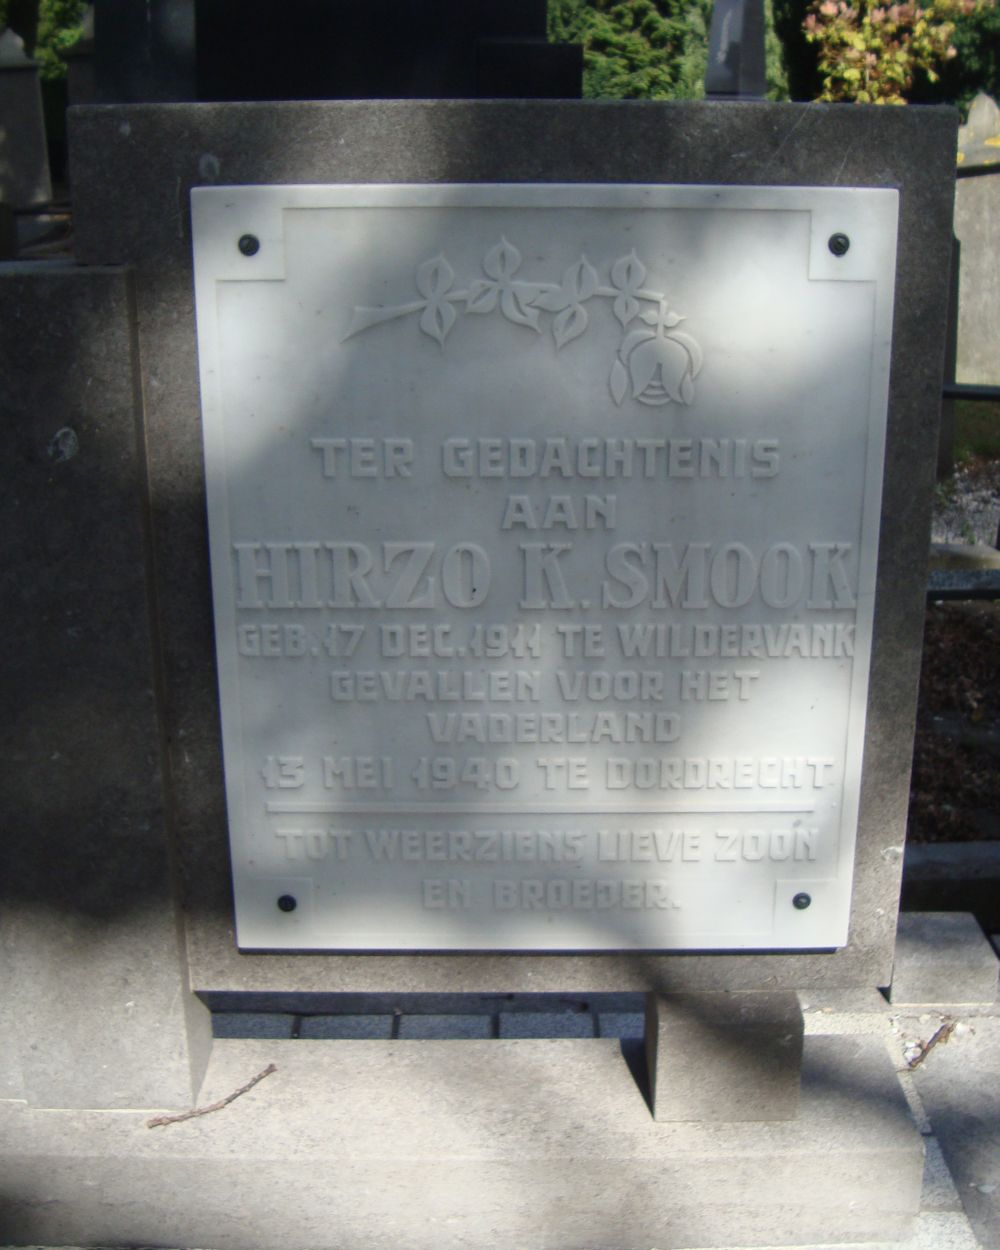 TER GEDACHTENIS
AAN
HIRZO K. SMOOK
GEB. 17 DEC. 1911 TE WILDERVANK
GEVALLEN VOOR HET
VADERLAND
13 MEI 1940 TE DORDRECHT
TOT WEERZIENS LIEVE ZOON
EN BROEDER.